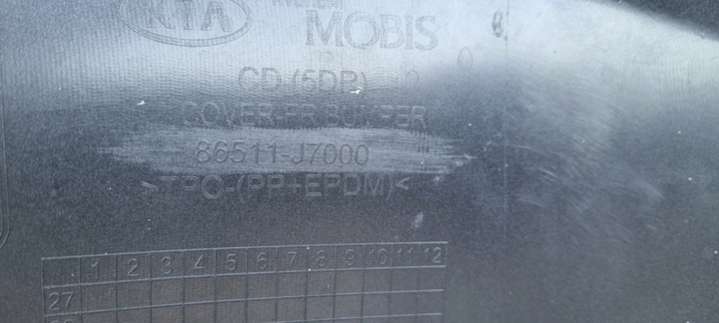 KIA
MOBIS
CD-(5DR)
COVER-FR BUMPER
86511-J7000
>TPO-(PP+EPDM)<
1 2 3 4 5 6 7 8 9 10 11 12
27